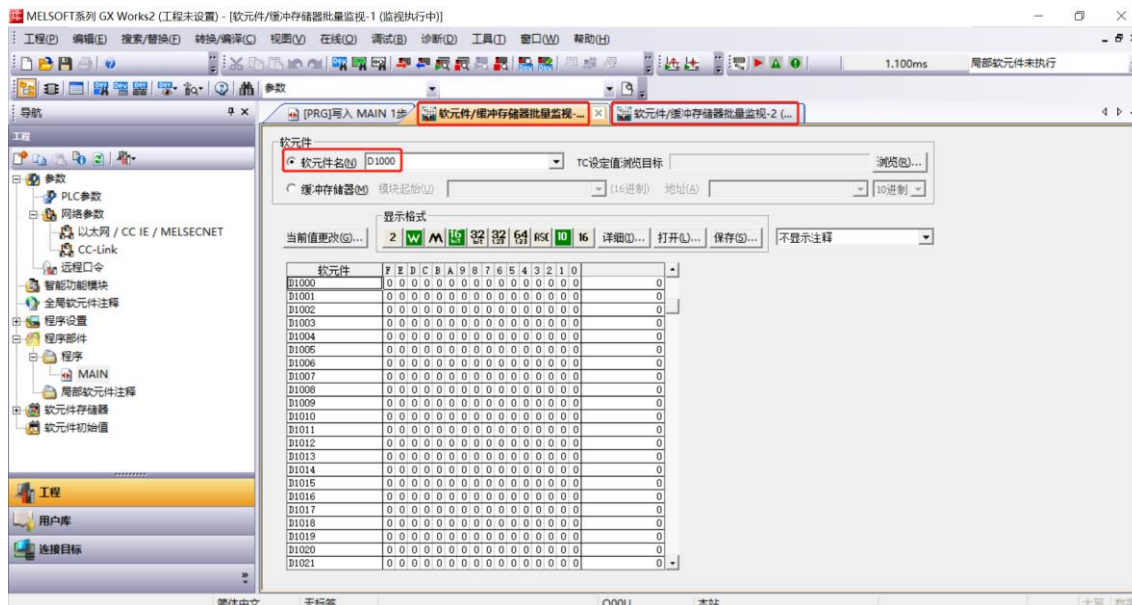 MELSOFT系列 GX Works2 (工程未设置) - [软元件/缓冲存储器批量监视-1 (监视执行中)]
工程(P) 编辑(E) 搜索/替换(F) 转换/编译(C) 视图(V) 在线(O) 调试(B) 诊断(D) 工具(T) 窗口(W) 帮助(H)
1.100ms 局部软元件未执行
参数
导航
[PRG]写入 MAIN 1步 软元件/缓冲存储器批量监视-... 软元件/缓冲存储器批量监视-2 (...
工程
参数
PLC参数
网络参数
以太网 / CC IE / MELSECNET
CC-Link
远程口令
智能功能模块
全局软元件注释
程序设置
程序部件
程序
MAIN
局部软元件注释
软元件存储器
软元件初始值
工程
用户库
连接目标
软元件
软元件名(N) D1000 TC设定值浏览目标 浏览(R)...
缓冲存储器(M) 模块起始(U) (16进制) 地址(A) 10进制
显示格式
当前值更改(G)... 2 W M 16bit 32bit 32 1.23 64 1.23 ASC 10 16 详细(I)... 打开(L)... 保存(S)... 不显示注释
软元件 F E D C B A 9 8 7 6 5 4 3 2 1 0
D1000 0 0 0 0 0 0 0 0 0 0 0 0 0 0 0 0 0
D1001 0 0 0 0 0 0 0 0 0 0 0 0 0 0 0 0 0
D1002 0 0 0 0 0 0 0 0 0 0 0 0 0 0 0 0 0
D1003 0 0 0 0 0 0 0 0 0 0 0 0 0 0 0 0 0
D1004 0 0 0 0 0 0 0 0 0 0 0 0 0 0 0 0 0
D1005 0 0 0 0 0 0 0 0 0 0 0 0 0 0 0 0 0
D1006 0 0 0 0 0 0 0 0 0 0 0 0 0 0 0 0 0
D1007 0 0 0 0 0 0 0 0 0 0 0 0 0 0 0 0 0
D1008 0 0 0 0 0 0 0 0 0 0 0 0 0 0 0 0 0
D1009 0 0 0 0 0 0 0 0 0 0 0 0 0 0 0 0 0
D1010 0 0 0 0 0 0 0 0 0 0 0 0 0 0 0 0 0
D1011 0 0 0 0 0 0 0 0 0 0 0 0 0 0 0 0 0
D1012 0 0 0 0 0 0 0 0 0 0 0 0 0 0 0 0 0
D1013 0 0 0 0 0 0 0 0 0 0 0 0 0 0 0 0 0
D1014 0 0 0 0 0 0 0 0 0 0 0 0 0 0 0 0 0
D1015 0 0 0 0 0 0 0 0 0 0 0 0 0 0 0 0 0
D1016 0 0 0 0 0 0 0 0 0 0 0 0 0 0 0 0 0
D1017 0 0 0 0 0 0 0 0 0 0 0 0 0 0 0 0 0
D1018 0 0 0 0 0 0 0 0 0 0 0 0 0 0 0 0 0
D1019 0 0 0 0 0 0 0 0 0 0 0 0 0 0 0 0 0
D1020 0 0 0 0 0 0 0 0 0 0 0 0 0 0 0 0 0
D1021 0 0 0 0 0 0 0 0 0 0 0 0 0 0 0 0 0
简体中文 无标签 Q00U 本站 大写 数字